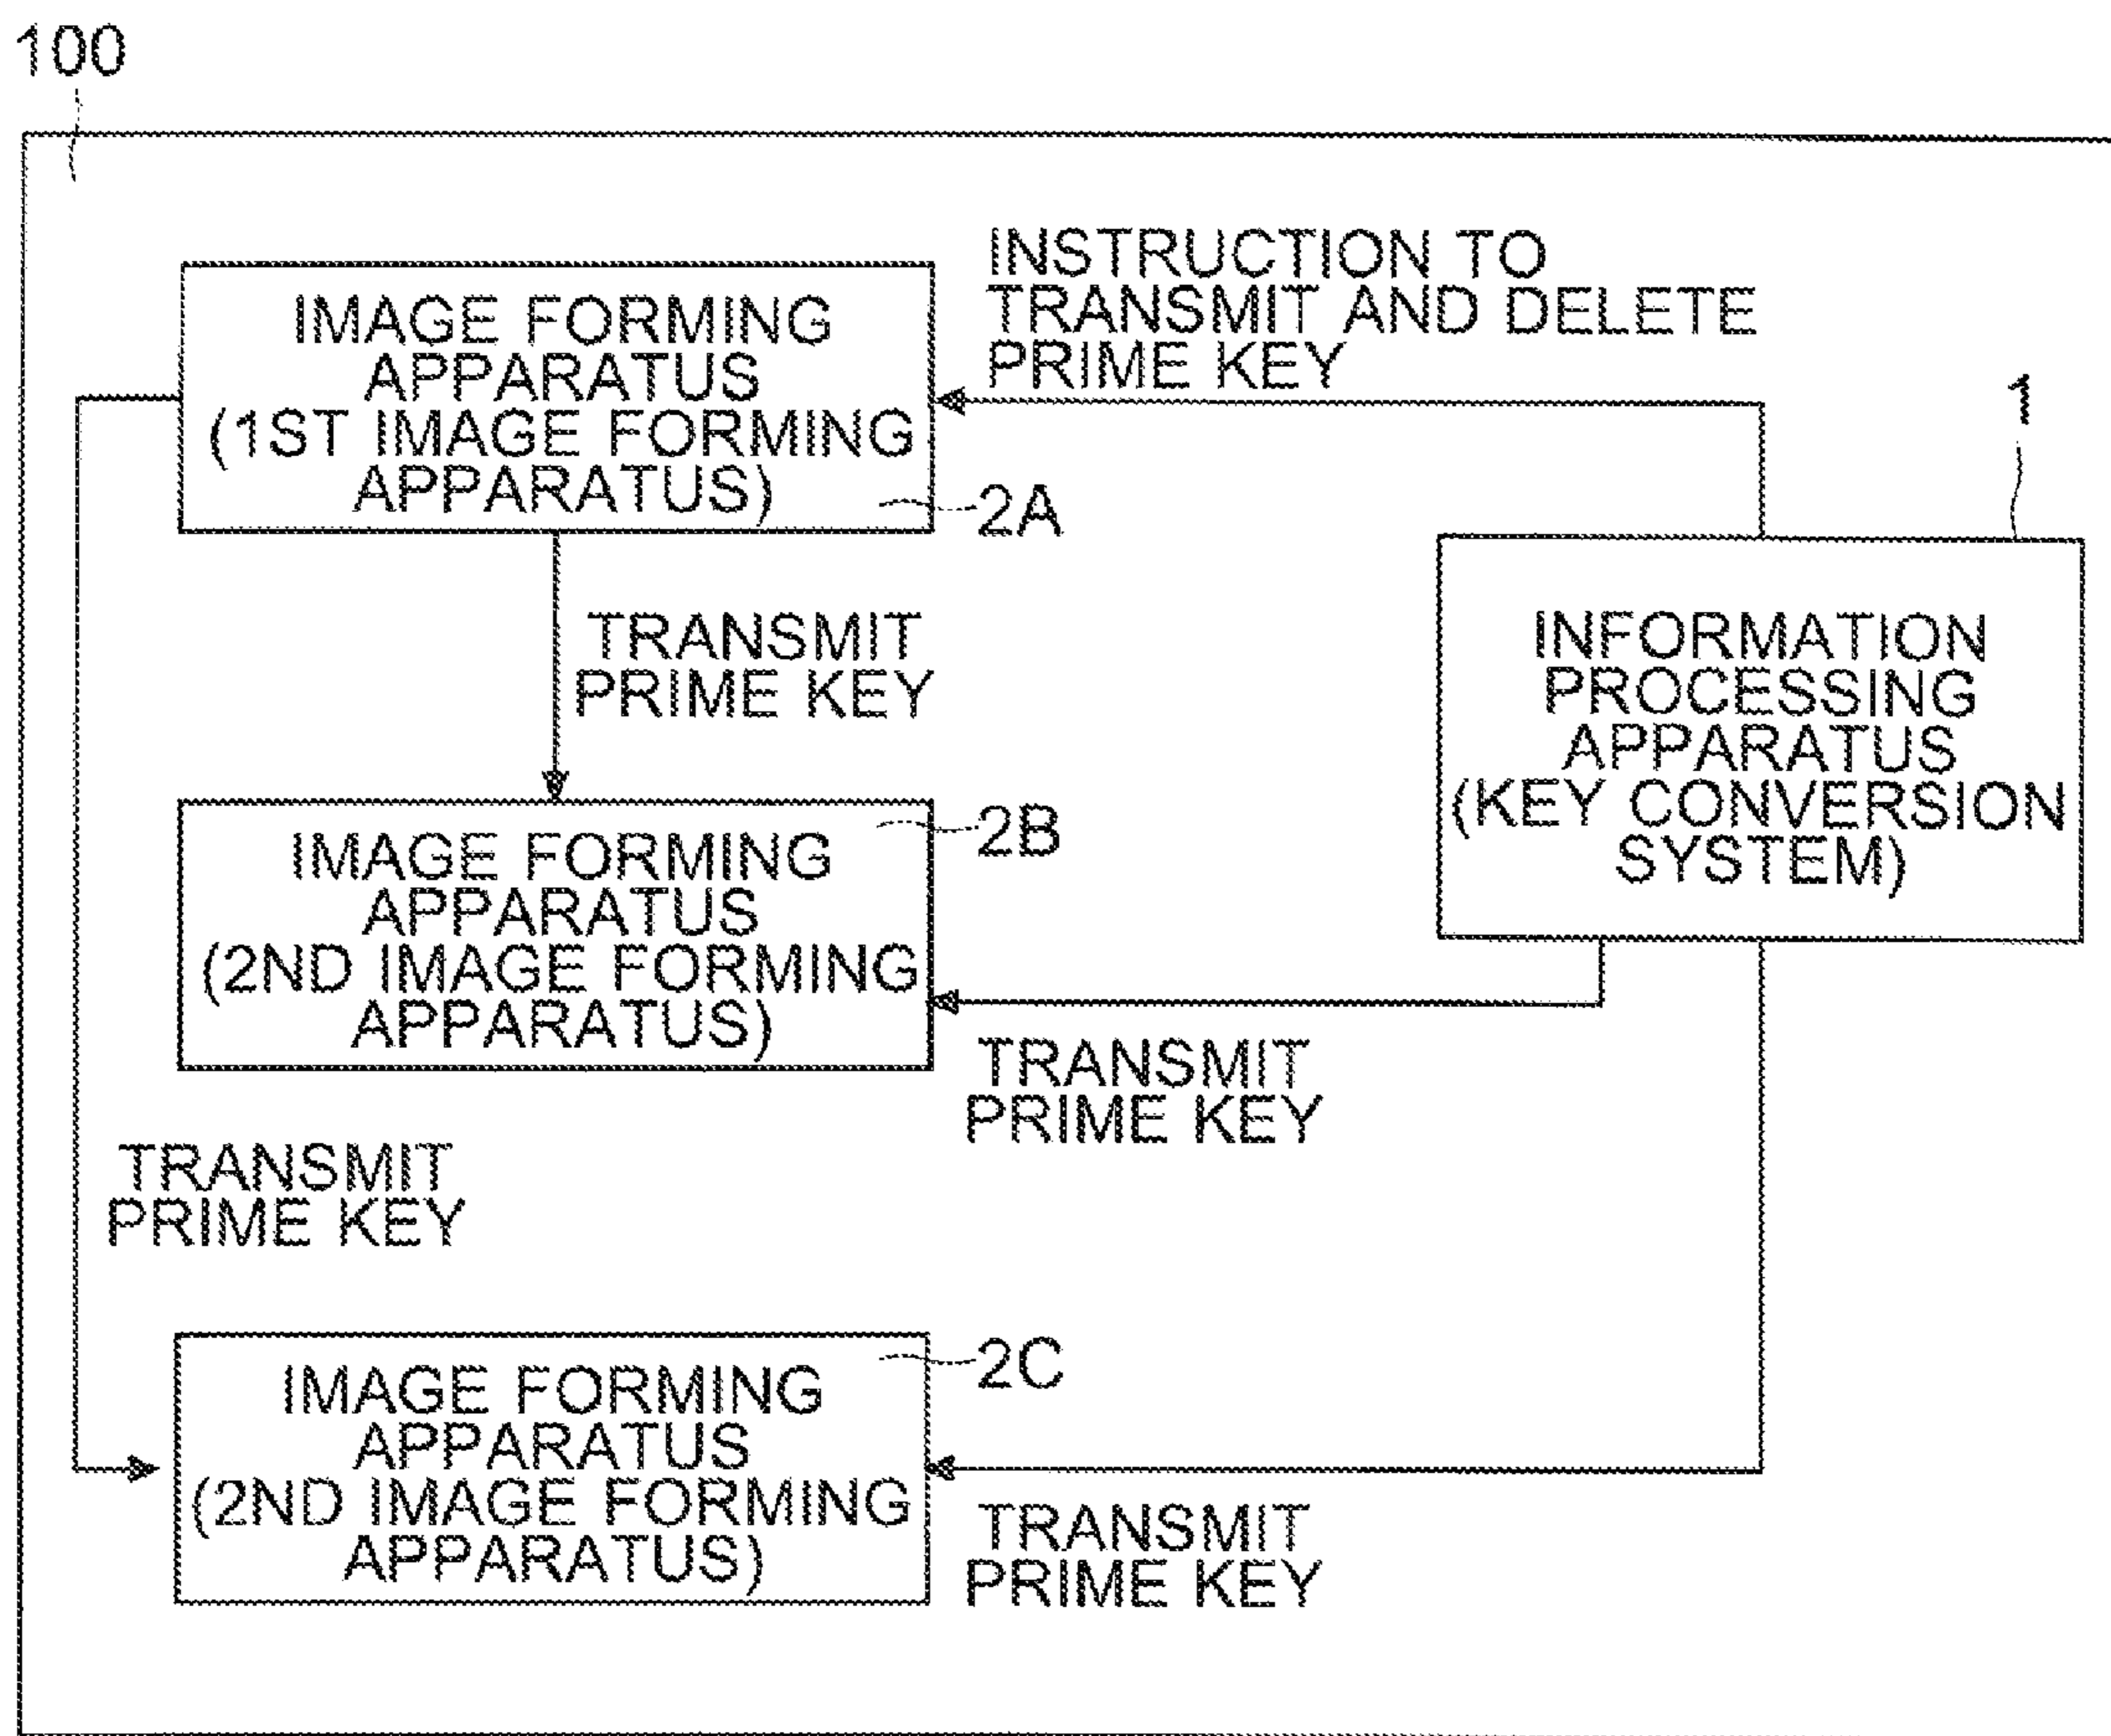 100
IMAGE FORMING
APPARATUS
(1ST IMAGE FORMING
APPARATUS)
2A
INSTRUCTION TO
TRANSMIT AND DELETE
PRIME KEY
1
TRANSMIT
PRIME KEY
INFORMATION
PROCESSING
APPARATUS
(KEY CONVERSION
SYSTEM)
IMAGE FORMING
APPARATUS
(2ND IMAGE FORMING
APPARATUS)
2B
TRANSMIT
PRIME KEY
TRANSMIT
PRIME KEY
IMAGE FORMING
APPARATUS
(2ND IMAGE FORMING
APPARATUS)
2C
TRANSMIT
PRIME KEY